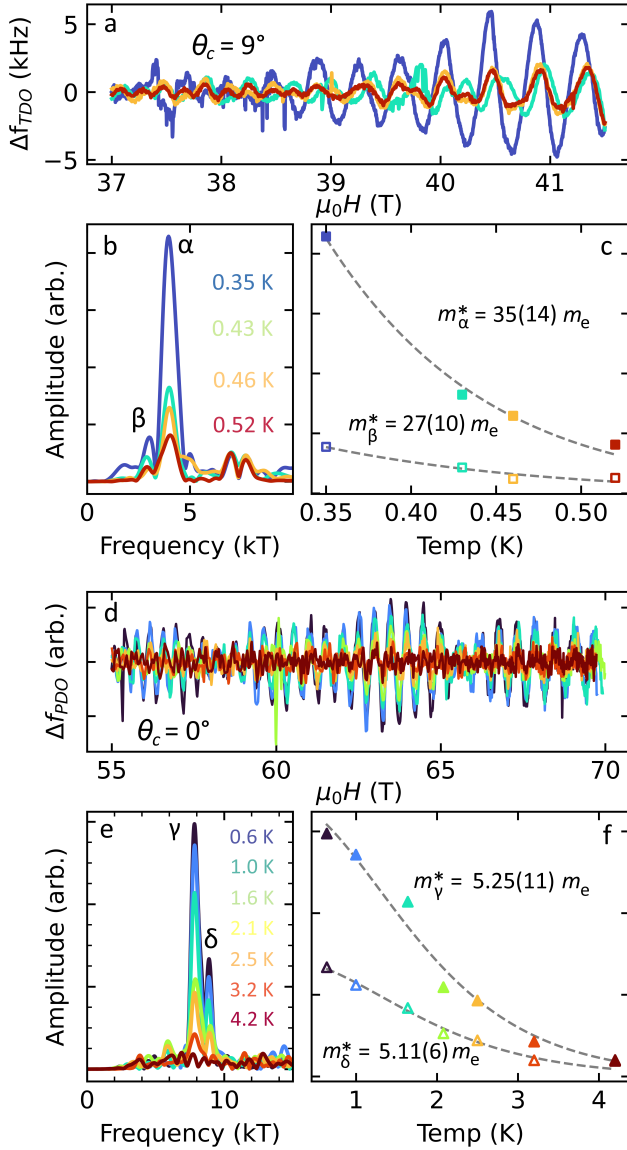 a
θc = 9°
ΔfTDO (kHz)
5
0
−5
37 38 39 40 41
μ0H (T)
b
α
β
0.35 K
0.43 K
0.46 K
0.52 K
Amplitude (arb.)
0 5
Frequency (kT)
c
m*α = 35(14) me
m*β = 27(10) me
0.35 0.40 0.45 0.50
Temp (K)
d
θc = 0°
ΔfPDO (arb.)
55 60 65 70
μ0H (T)
e
γ
δ
0.6 K
1.0 K
1.6 K
2.1 K
2.5 K
3.2 K
4.2 K
Amplitude (arb.)
0 10
Frequency (kT)
f
m*γ = 5.25(11) me
m*δ = 5.11(6) me
1 2 3 4
Temp (K)